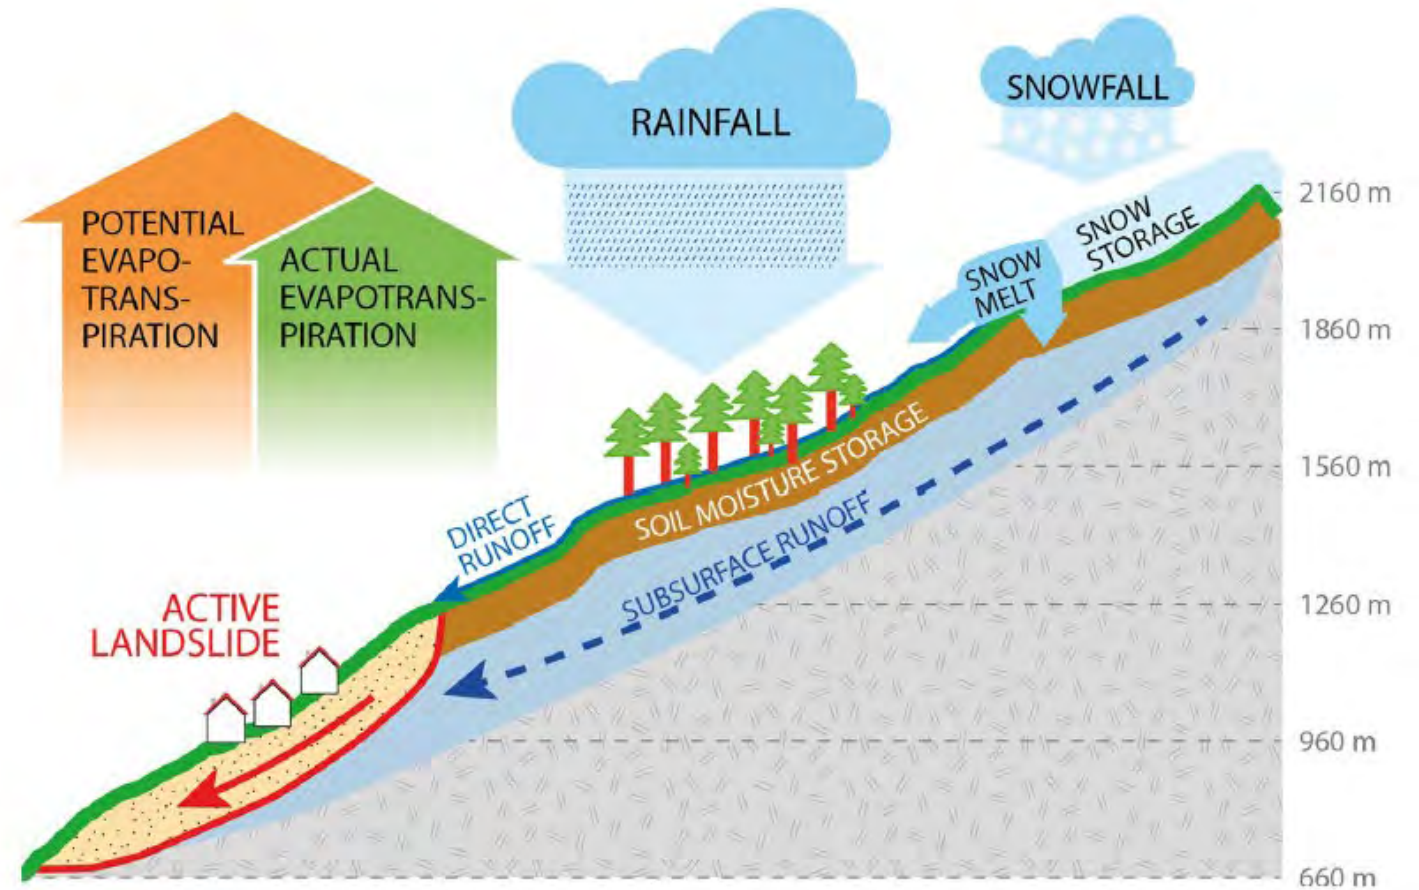 RAINFALL
SNOWFALL
POTENTIAL
EVAPO-
TRANS-
PIRATION
ACTUAL
EVAPOTRANS-
PIRATION
SNOW
STORAGE
SNOW
MELT
2160 m
1860 m
1560 m
1260 m
960 m
660 m
SOIL MOISTURE STORAGE
SUBSURFACE RUNOFF
DIRECT
RUNOFF
ACTIVE
LANDSLIDE